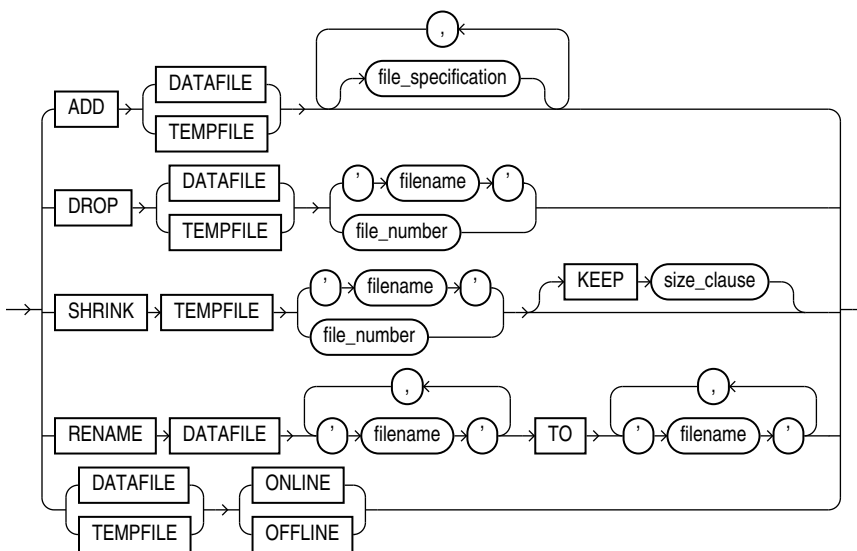 ,
ADD DATAFILE file_specification
TEMPFILE
DROP DATAFILE ' filename '
TEMPFILE file_number
SHRINK TEMPFILE ' filename ' KEEP size_clause
file_number
, ,
RENAME DATAFILE ' filename ' TO ' filename '
DATAFILE ONLINE
TEMPFILE OFFLINE